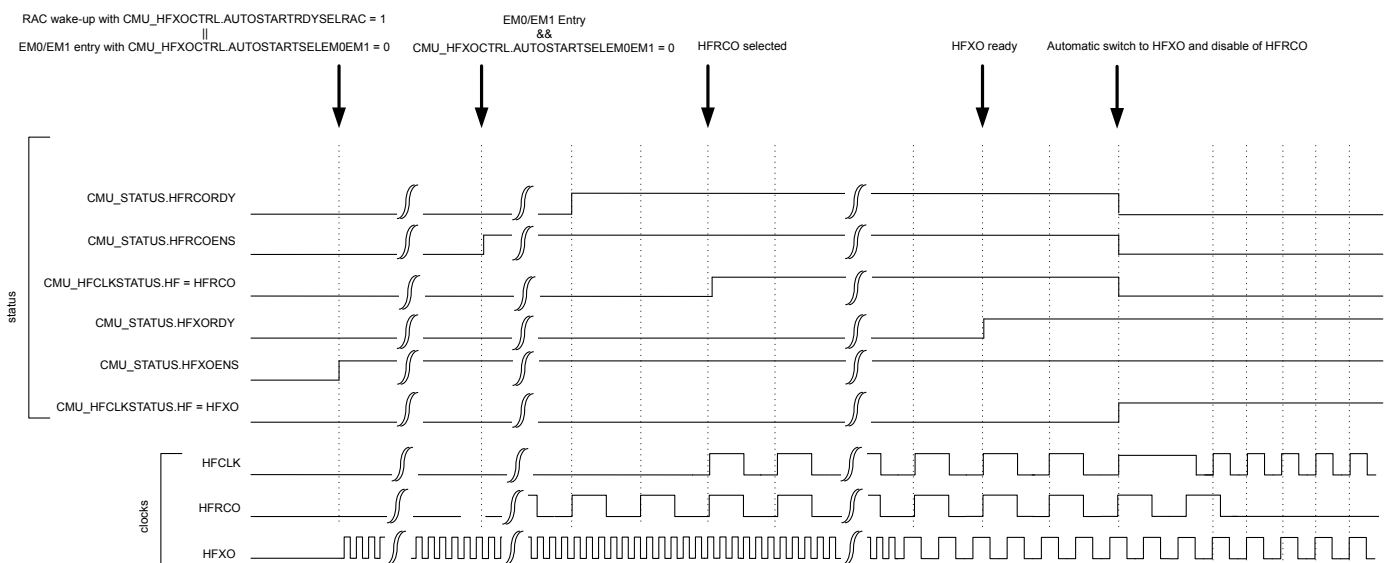 RAC wake-up with CMU_HFXOCTRL.AUTOSTARTRDYSELRAC = 1
||
EM0/EM1 entry with CMU_HFXOCTRL.AUTOSTARTSELEM0EM1 = 0
EM0/EM1 Entry
&&
CMU_HFXOCTRL.AUTOSTARTSELEM0EM1 = 0
HFRCO selected
HFXO ready
Automatic switch to HFXO and disable of HFRCO
status
CMU_STATUS.HFRCORDY
CMU_STATUS.HFRCOENS
CMU_HFCLKSTATUS.HF = HFRCO
CMU_STATUS.HFXORDY
CMU_STATUS.HFXOENS
CMU_HFCLKSTATUS.HF = HFXO
clocks
HFCLK
HFRCO
HFXO